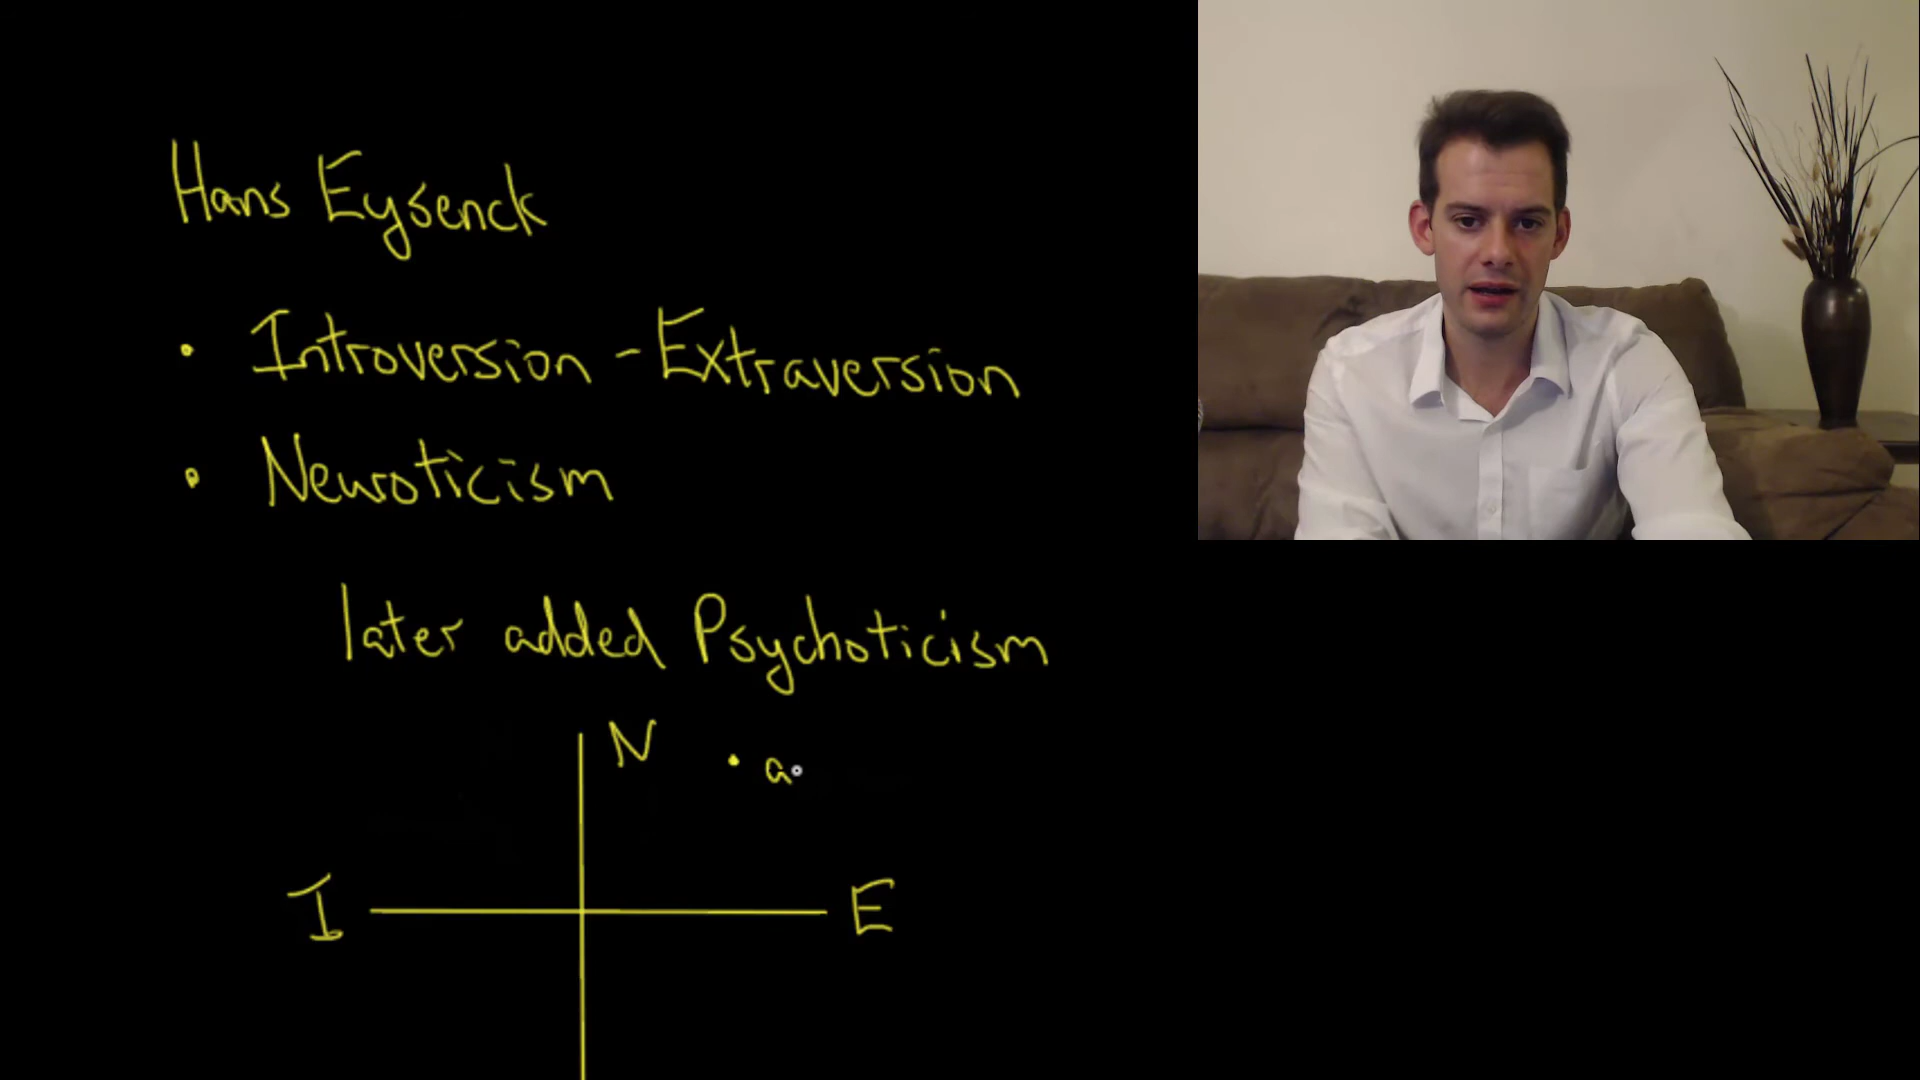 Hans Eysenck
• Introversion - Extraversion
• Neuroticism
later added Psychoticism
N
• a
I E